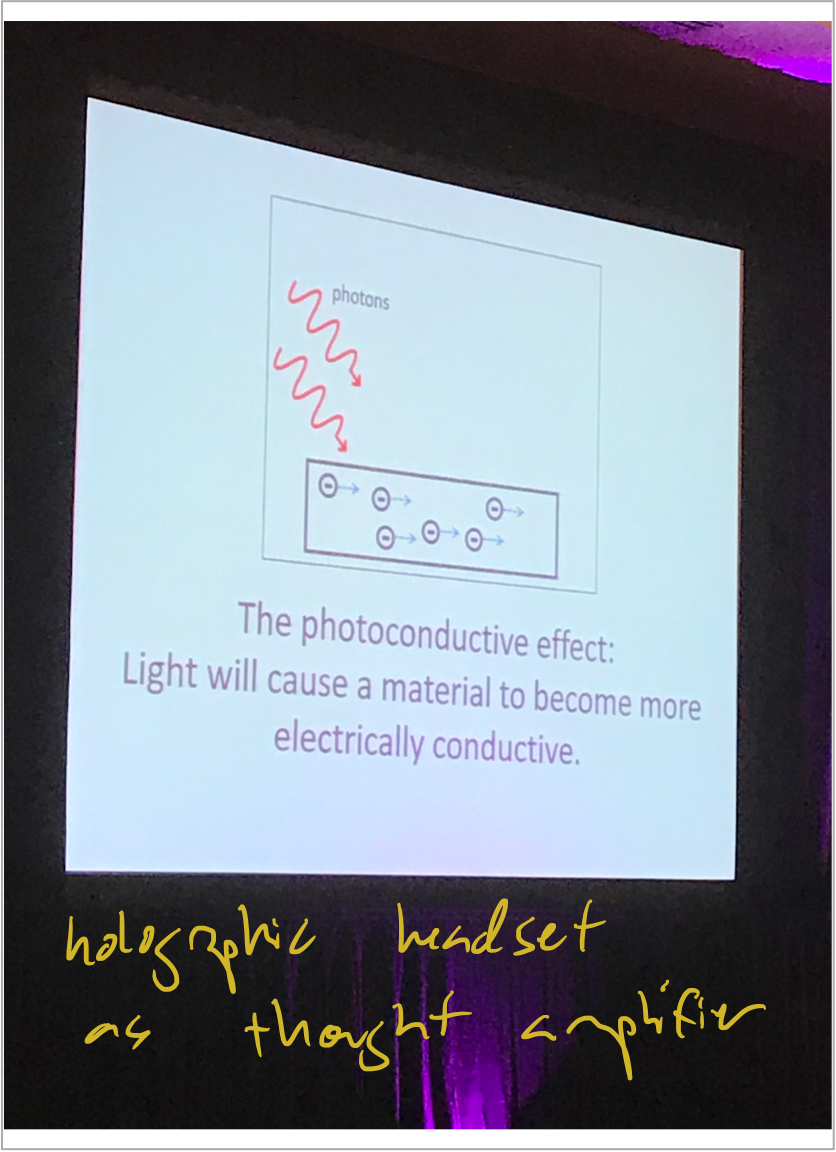 photons
The photoconductive effect:
Light will cause a material to become more
electrically conductive.
holographic headset
as thought amplifier